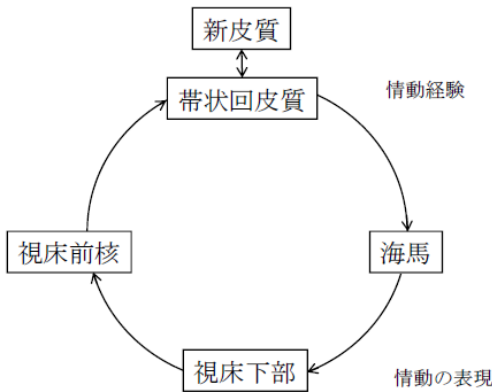 新皮質
帯状回皮質
情動経験
視床前核
海馬
視床下部
情動の表現